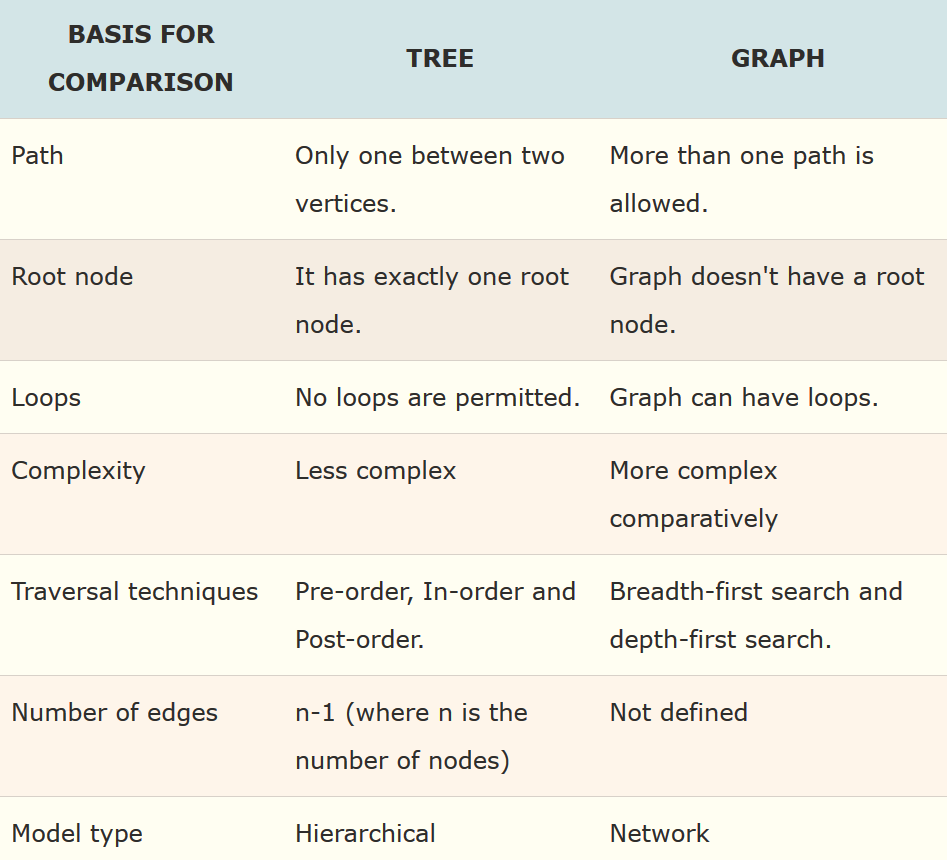 BASIS FOR
COMPARISON
TREE
GRAPH
Path
Only one between two
vertices.
More than one path is
allowed.
Root node
It has exactly one root
node.
Graph doesn't have a root
node.
Loops
No loops are permitted.
Graph can have loops.
Complexity
Less complex
More complex
comparatively
Traversal techniques
Pre-order, In-order and
Post-order.
Breadth-first search and
depth-first search.
Number of edges
n-1 (where n is the
number of nodes)
Not defined
Model type
Hierarchical
Network